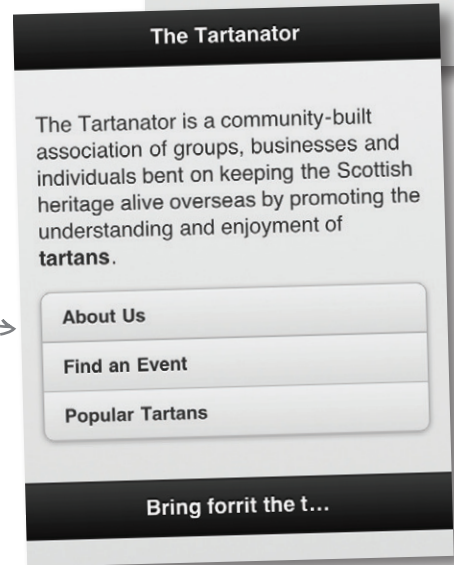 The Tartanator
The Tartanator is a community-built
association of groups, businesses and
individuals bent on keeping the Scottish
heritage alive overseas by promoting the
understanding and enjoyment of
tartans.
About Us
Find an Event
Popular Tartans
Bring forrit the t...